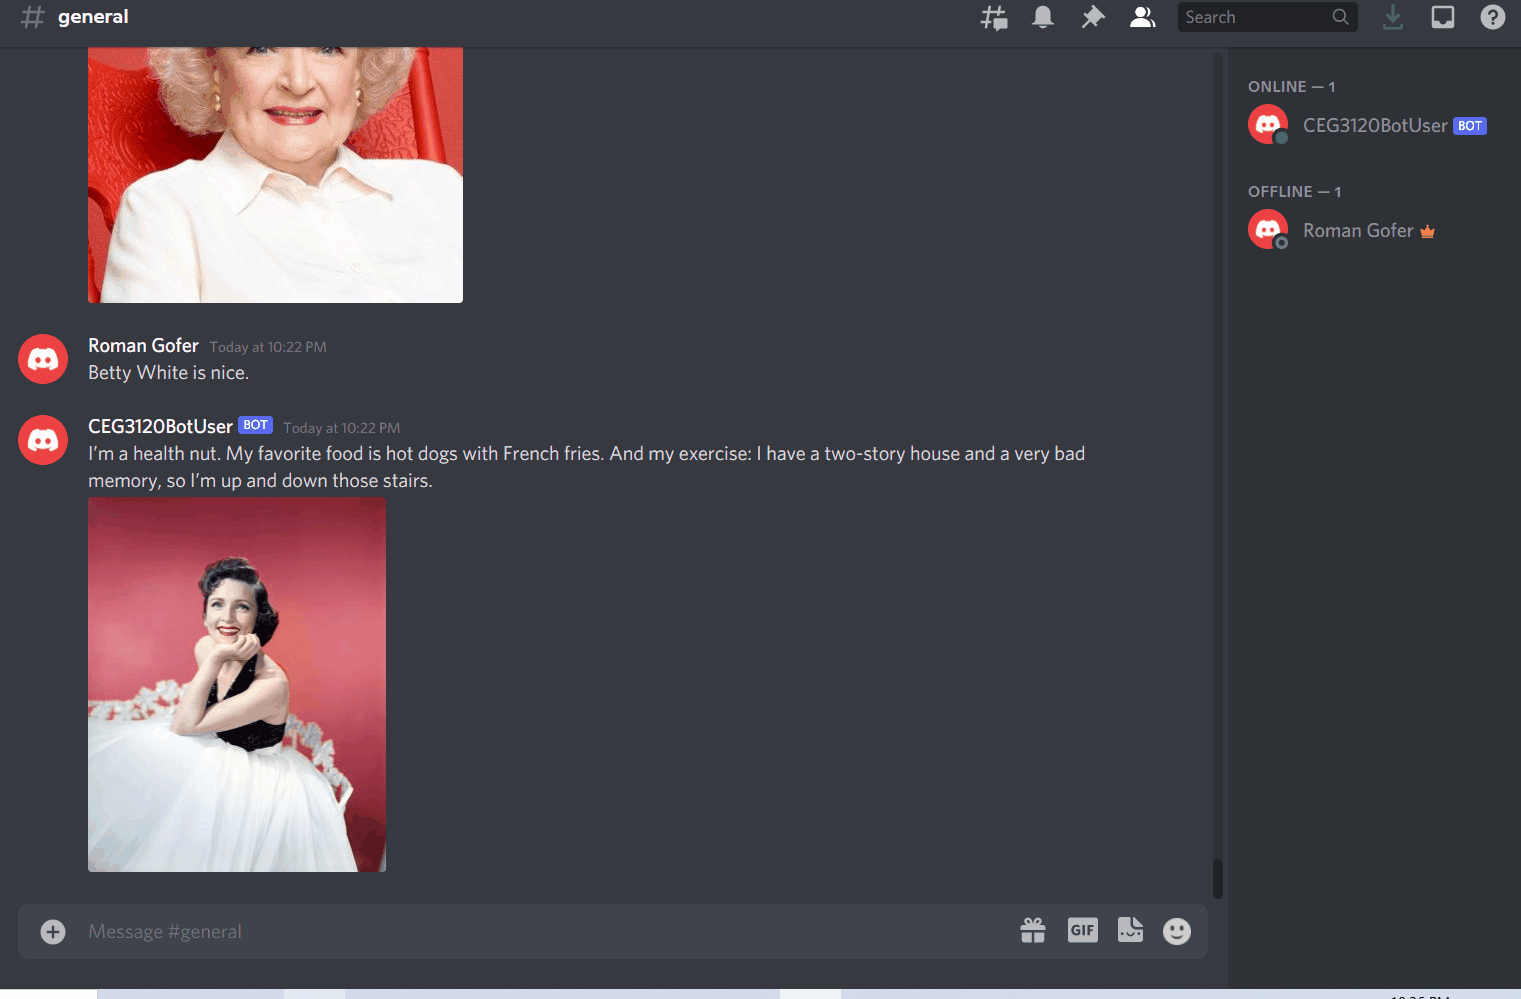 general
Search
ONLINE — 1
CEG3120BotUser BOT
OFFLINE — 1
Roman Gofer
Roman Gofer Today at 10:22 PM
Betty White is nice.
CEG3120BotUser BOT Today at 10:22 PM
I’m a health nut. My favorite food is hot dogs with French fries. And my exercise: I have a two-story house and a very bad
memory, so I’m up and down those stairs.
Message #general
GIF